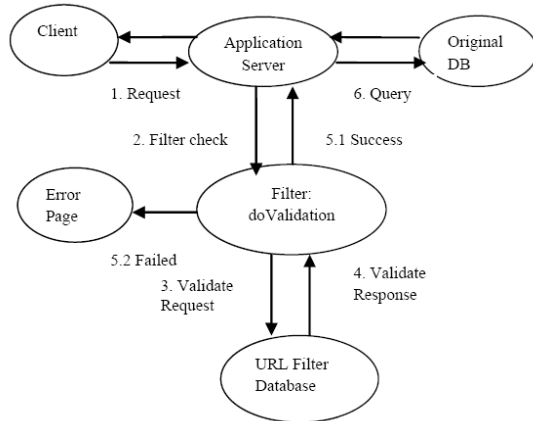 Client
Application
Server
Original
DB
1. Request
6. Query
2. Filter check
5.1 Success
Error
Page
Filter:
doValidation
5.2 Failed
3. Validate
Request
4. Validate
Response
URL Filter
Database